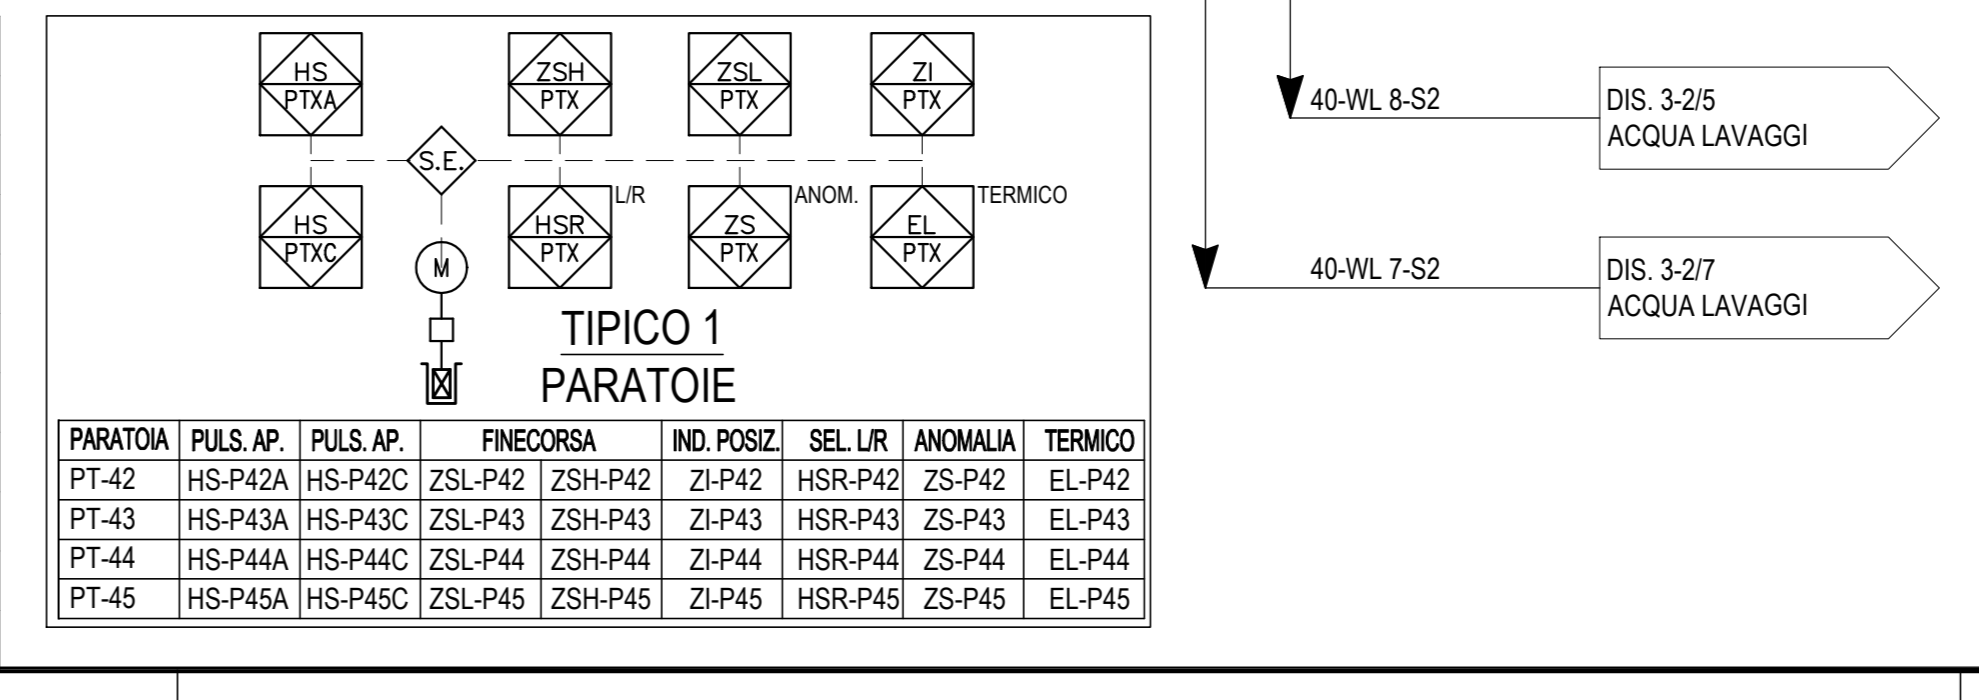 HS
PTXA
ZSH
PTX
ZSL
PTX
ZI
PTX
S.E.
HS
PTXC
HSR
PTX
L/R
ZS
PTX
ANOM.
EL
PTX
TERMICO
M
TIPICO 1
PARATOIE
PARATOIA PULS. AP. PULS. AP. FINECORSA IND. POSIZ. SEL. L/R ANOMALIA TERMICO
PT-42 HS-P42A HS-P42C ZSL-P42 ZSH-P42 ZI-P42 HSR-P42 ZS-P42 EL-P42
PT-43 HS-P43A HS-P43C ZSL-P43 ZSH-P43 ZI-P43 HSR-P43 ZS-P43 EL-P43
PT-44 HS-P44A HS-P44C ZSL-P44 ZSH-P44 ZI-P44 HSR-P44 ZS-P44 EL-P44
PT-45 HS-P45A HS-P45C ZSL-P45 ZSH-P45 ZI-P45 HSR-P45 ZS-P45 EL-P45
40-WL 8-S2
DIS. 3-2/5
ACQUA LAVAGGI
40-WL 7-S2
DIS. 3-2/7
ACQUA LAVAGGI